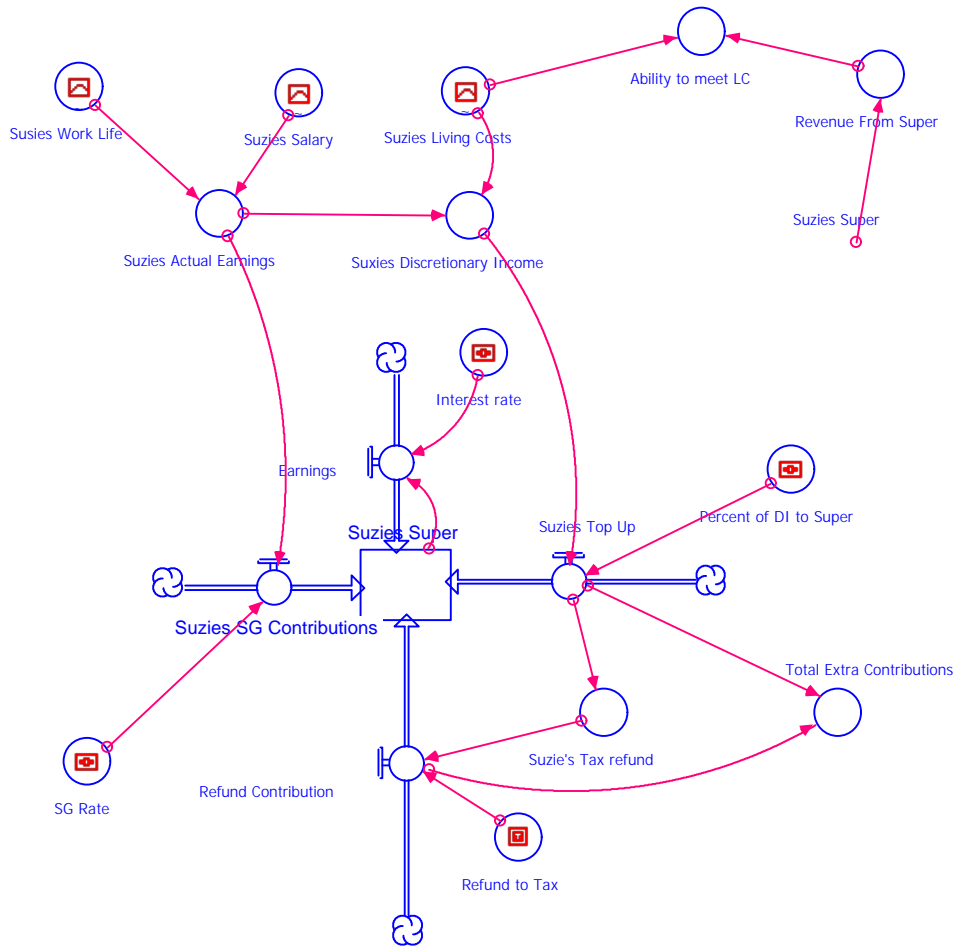 Ability to meet LC
Revenue From Super
Susies Work Life
Suzies Salary
Suzies Living Costs
Suzies Super
Suzies Actual Earnings
Suxies Discretionary Income
Interest rate
Earnings
Suzies Super
Suzies Top Up
Percent of DI to Super
Suzies SG Contributions
Total Extra Contributions
Suzie's Tax refund
SG Rate
Refund Contribution
T
Refund to Tax